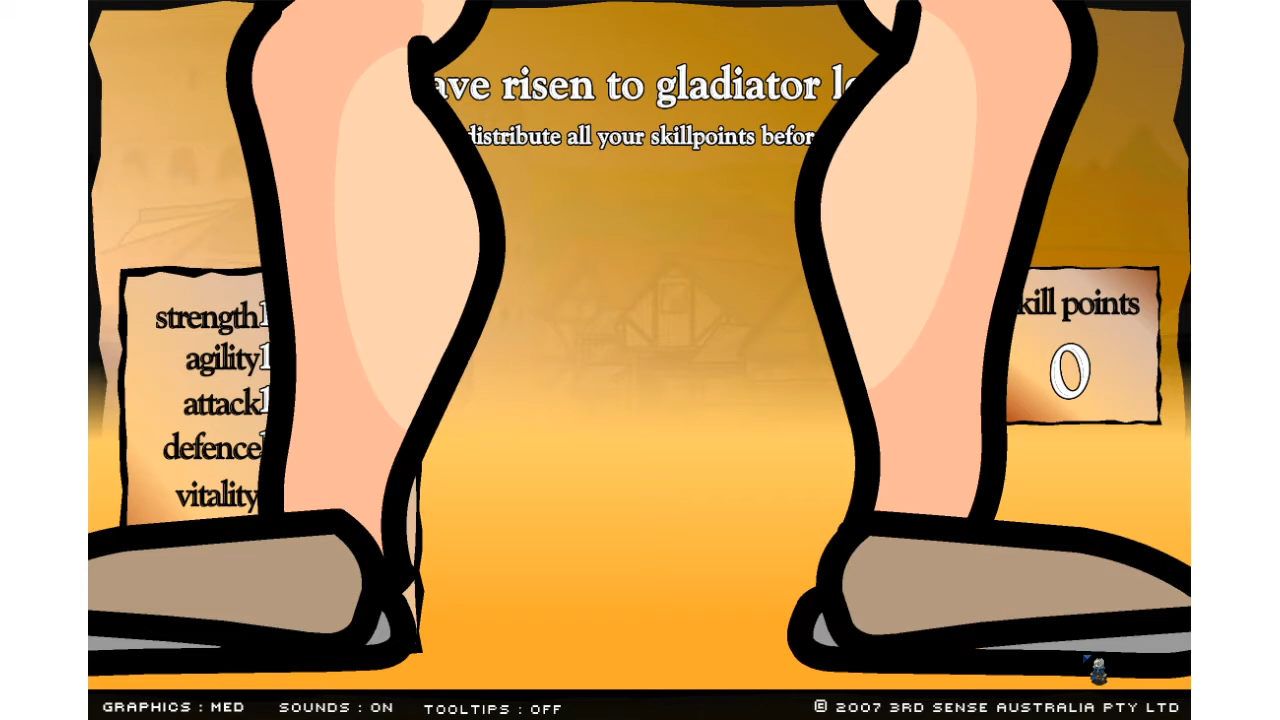 ave risen to gladiator le
distribute all your skillpoints befor
strength
agility
attack
defence
vitality
kill points
0
GRAPHICS : MED SOUNDS : ON TOOLTIPS : OFF © 2007 3RD SENSE AUSTRALIA PTY LTD